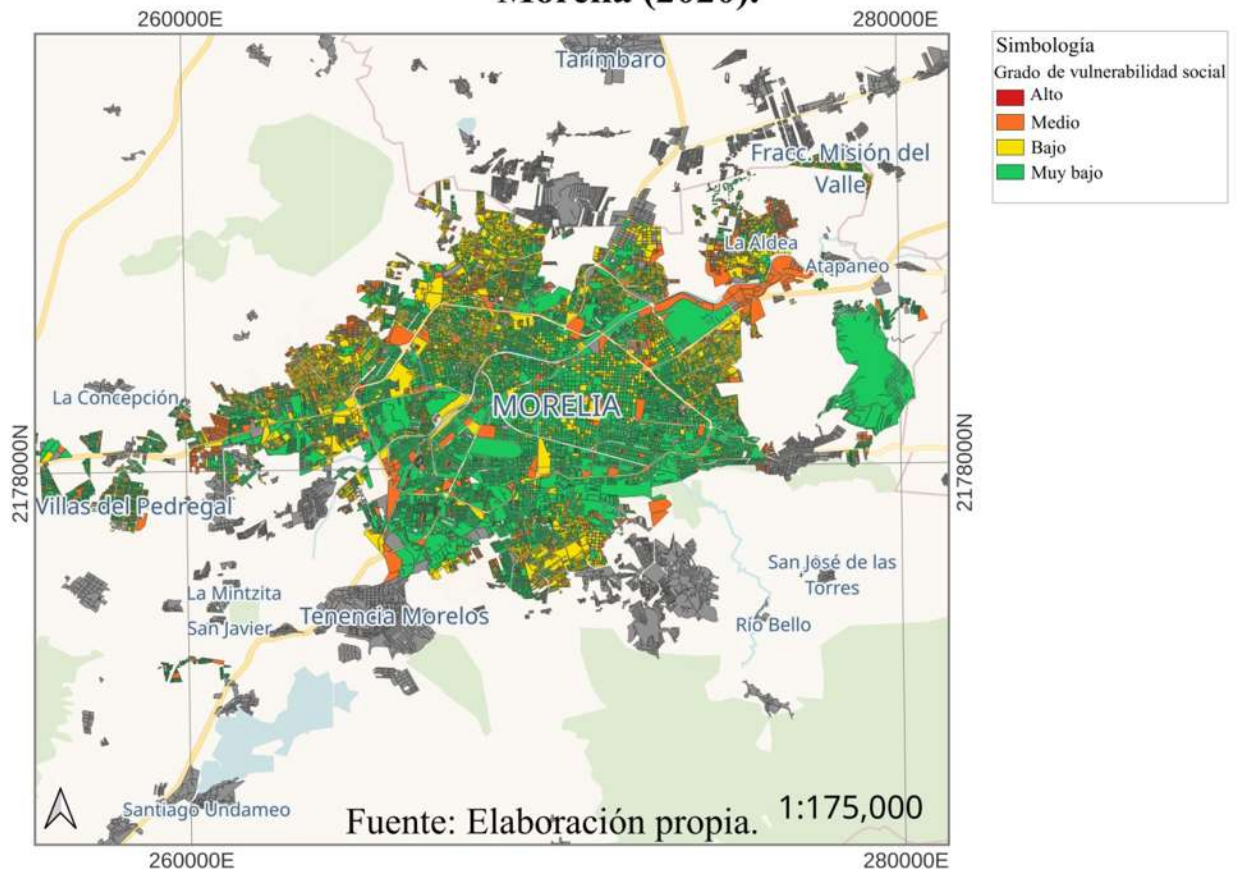 Morelia (2020).
260000E
280000E
Simbología
Grado de vulnerabilidad social
Alto
Medio
Bajo
Muy bajo
Tarímbaro
Fracc. Misión del
Valle
La Aldea
Atapaneo
La Concepción
MORELIA
2178000N
2178000N
Villas del Pedregal
San José de las
Torres
La Mintzita
Tenencia Morelos
San Javier
Río Bello
Santiago Undameo
Fuente: Elaboración propia.
1:175,000
260000E
280000E